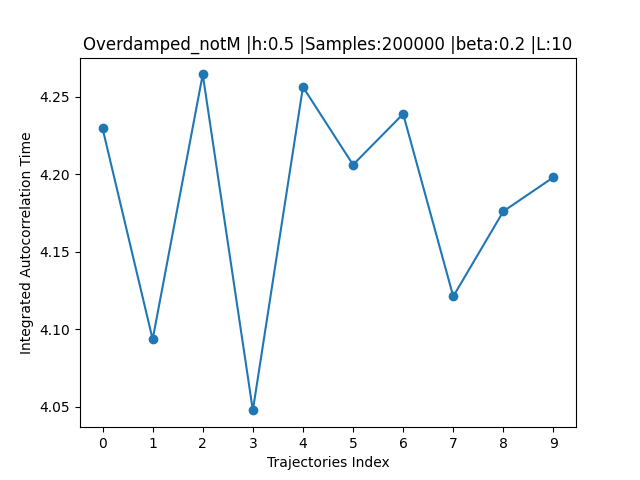 Overdamped_notM |h:0.5 |Samples:200000 |beta:0.2 |L:10
Integrated Autocorrelation Time
4.25
4.20
4.15
4.10
4.05
0 1 2 3 4 5 6 7 8 9
Trajectories Index